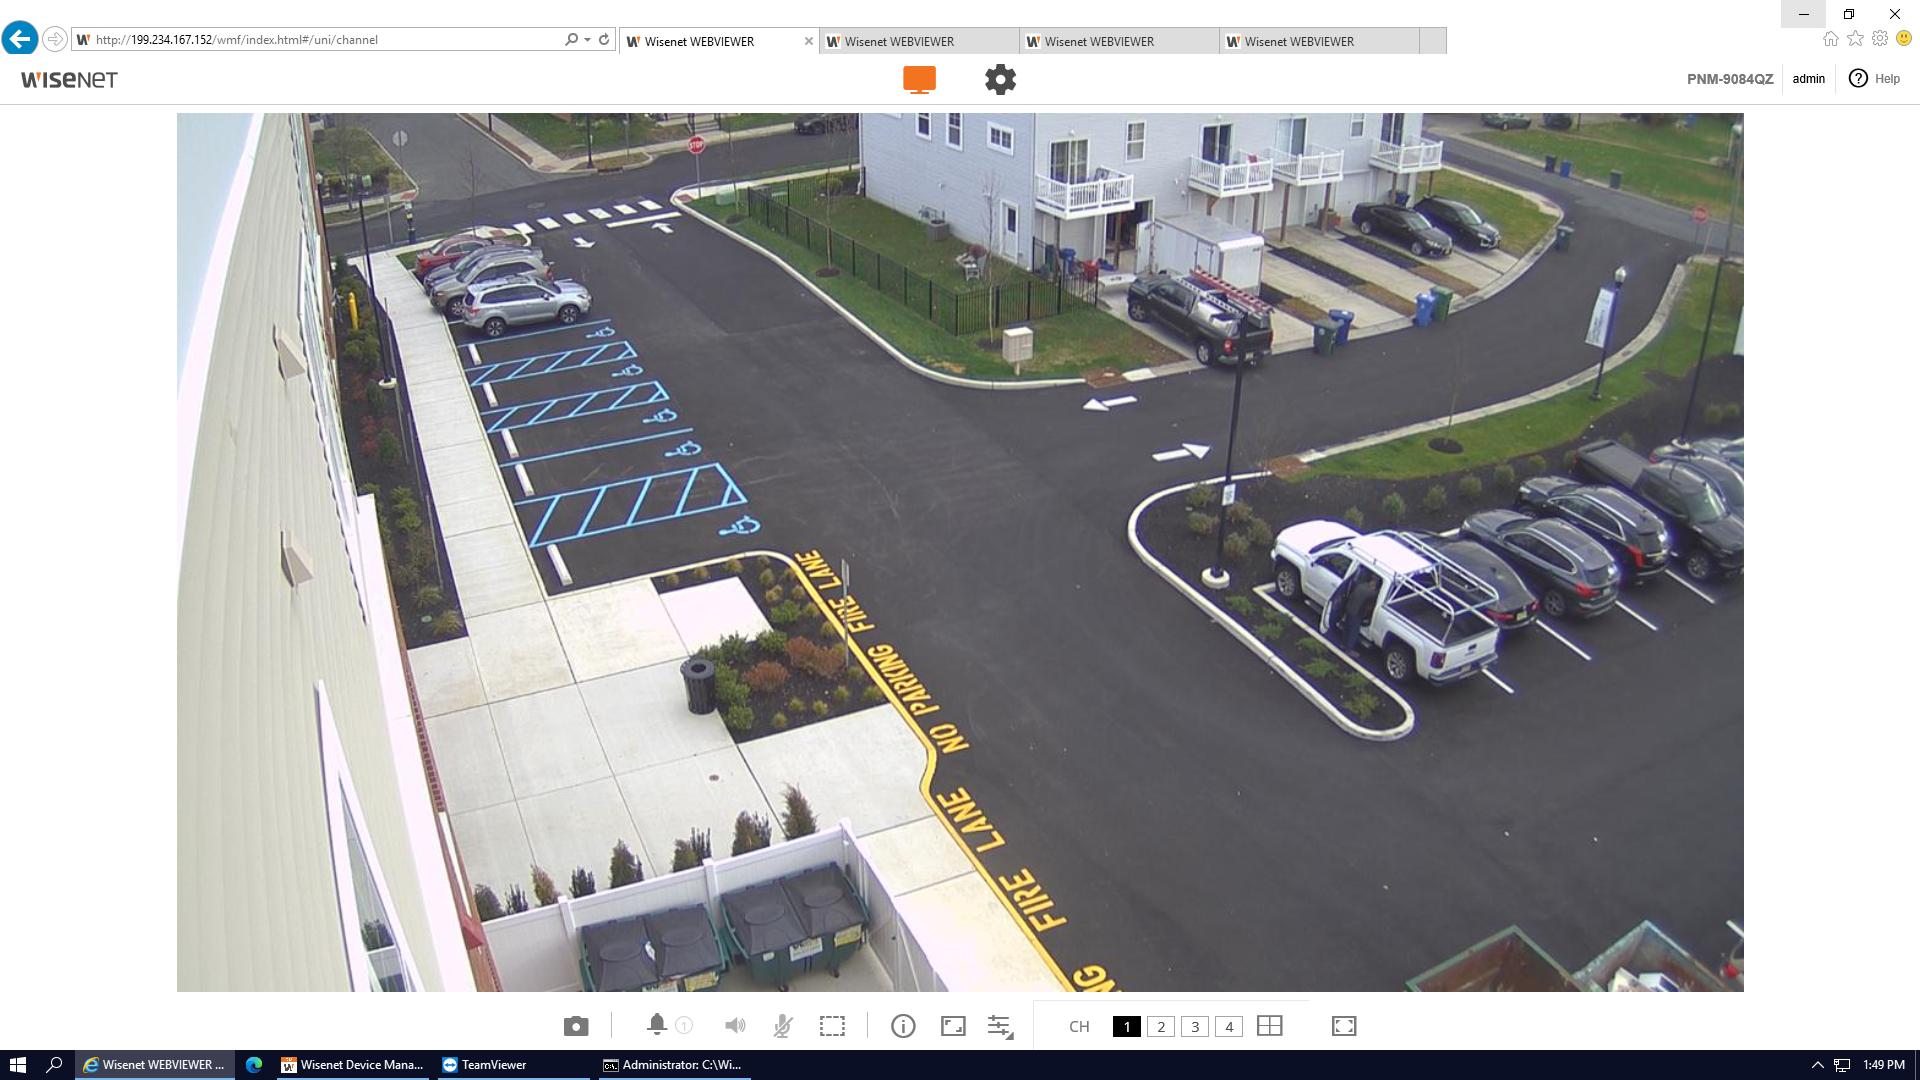 http://199.234.167.152/wmf/index.html#/uni/channel
Wisenet WEBVIEWER
Wisenet WEBVIEWER
Wisenet WEBVIEWER
Wisenet WEBVIEWER
WISENET
PNM-9084QZ
admin
? Help
STOP
FIRE LANE
NO PARKING
FIRE LANE
NG
1
CH 1 2 3 4
Wisenet WEBVIEWER ...
Wisenet Device Mana...
TeamViewer
Administrator: C:\Wi...
1:49 PM